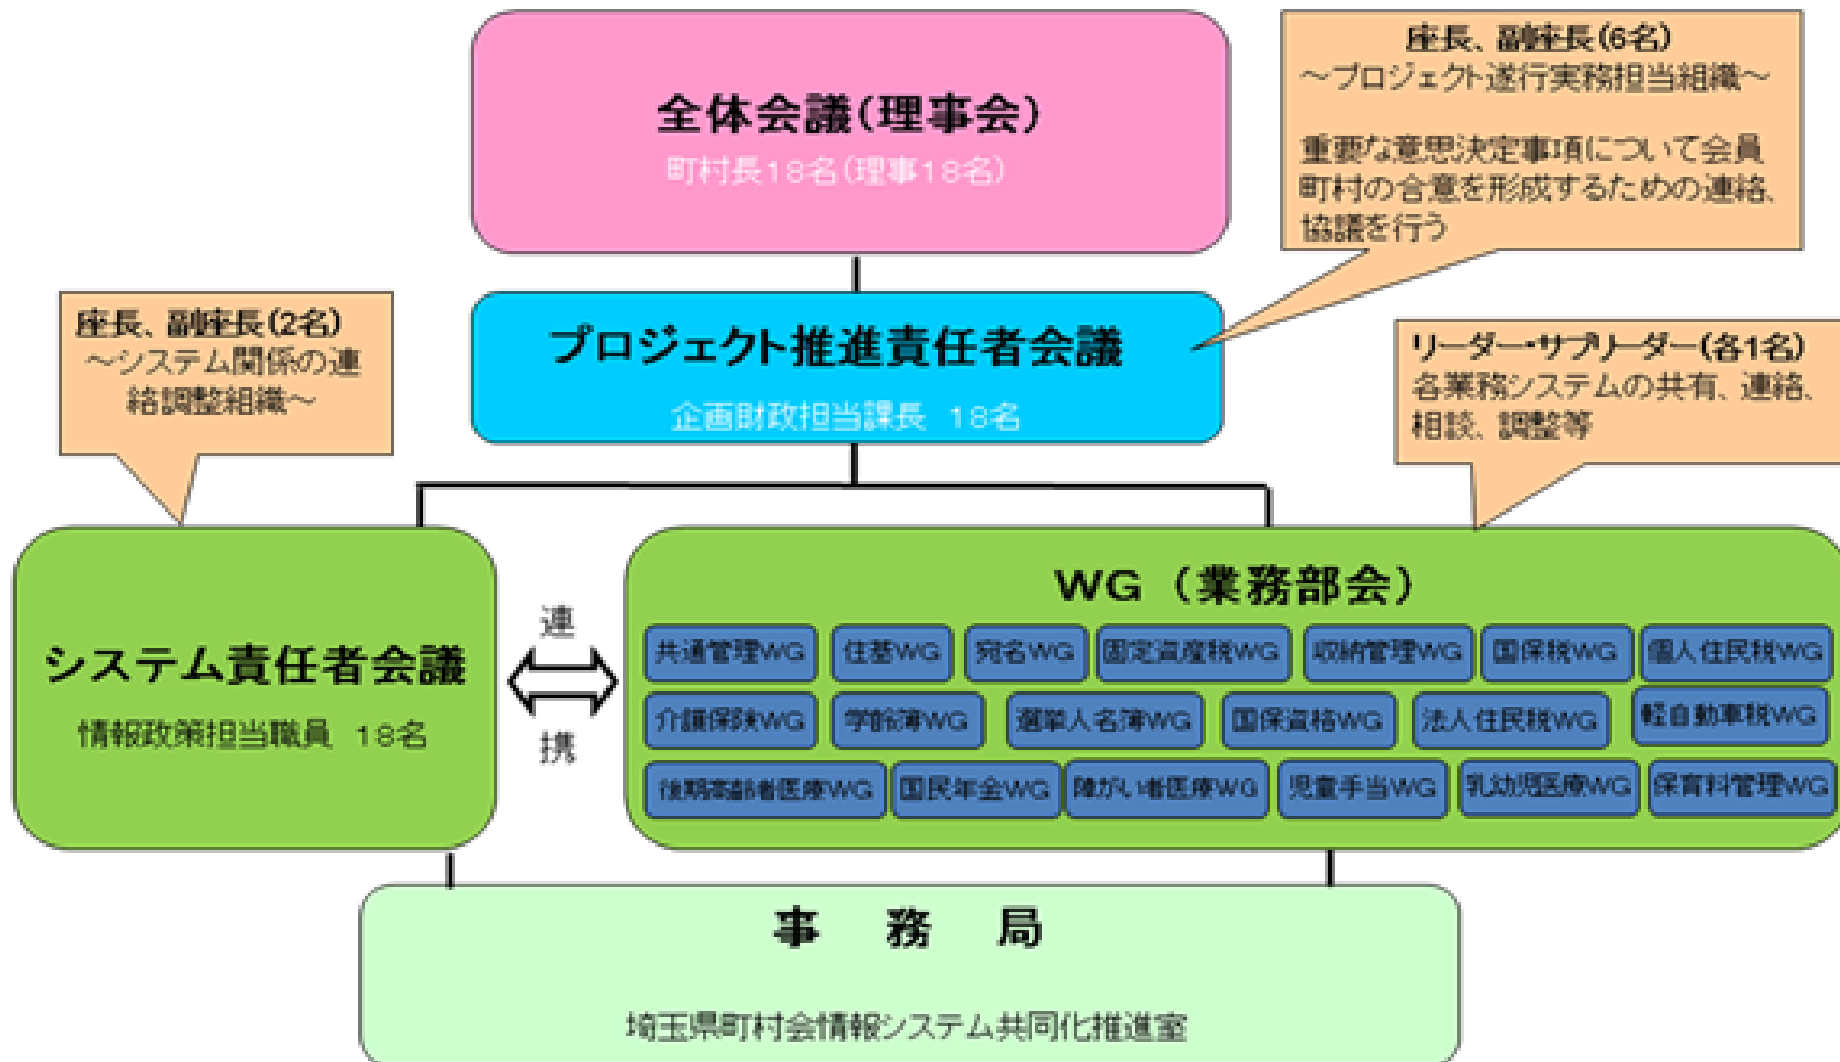 全体会議(理事会)
町村長18名(理事18名)
座長、副座長(6名)
～プロジェクト遂行実務担当組織～
重要な意思決定事項について会員
町村の合意を形成するための連絡、
協議を行う
座長、副座長(2名)
～システム関係の連
絡調整組織～
プロジェクト推進責任者会議
企画財政担当課長 18名
リーダー・サブリーダー(各1名)
各業務システムの共有、連絡、
相談、調整等
システム責任者会議
情報政策担当職員 18名
連
携
WG (業務部会)
共通管理WG 住基WG 宛名WG 固定資産税WG 収納管理WG 国保税WG 個人住民税WG
介護保険WG 学齢簿WG 選挙人名簿WG 国保資格WG 法人住民税WG 軽自動車税WG
後期高齢者医療WG 国民年金WG 障がい者医療WG 児童手当WG 乳幼児医療WG 保育料管理WG
事 務 局
埼玉県町村会情報システム共同化推進室